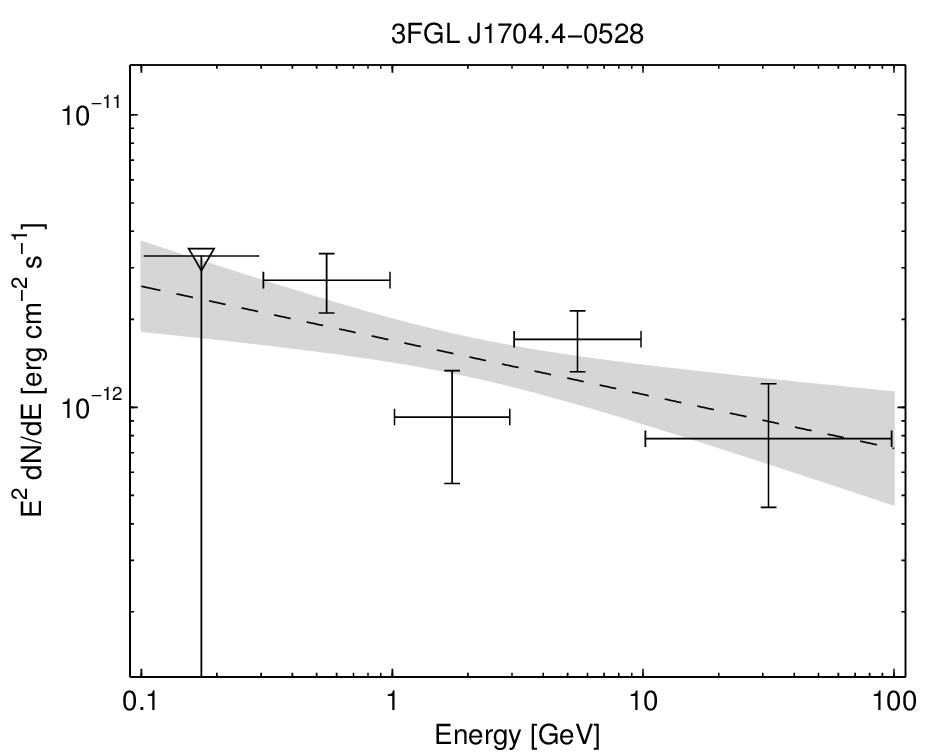 3FGL J1704.4−0528
10⁻¹¹
10⁻¹²
E² dN/dE [erg cm⁻² s⁻¹]
0.1 1 10 100
Energy [GeV]